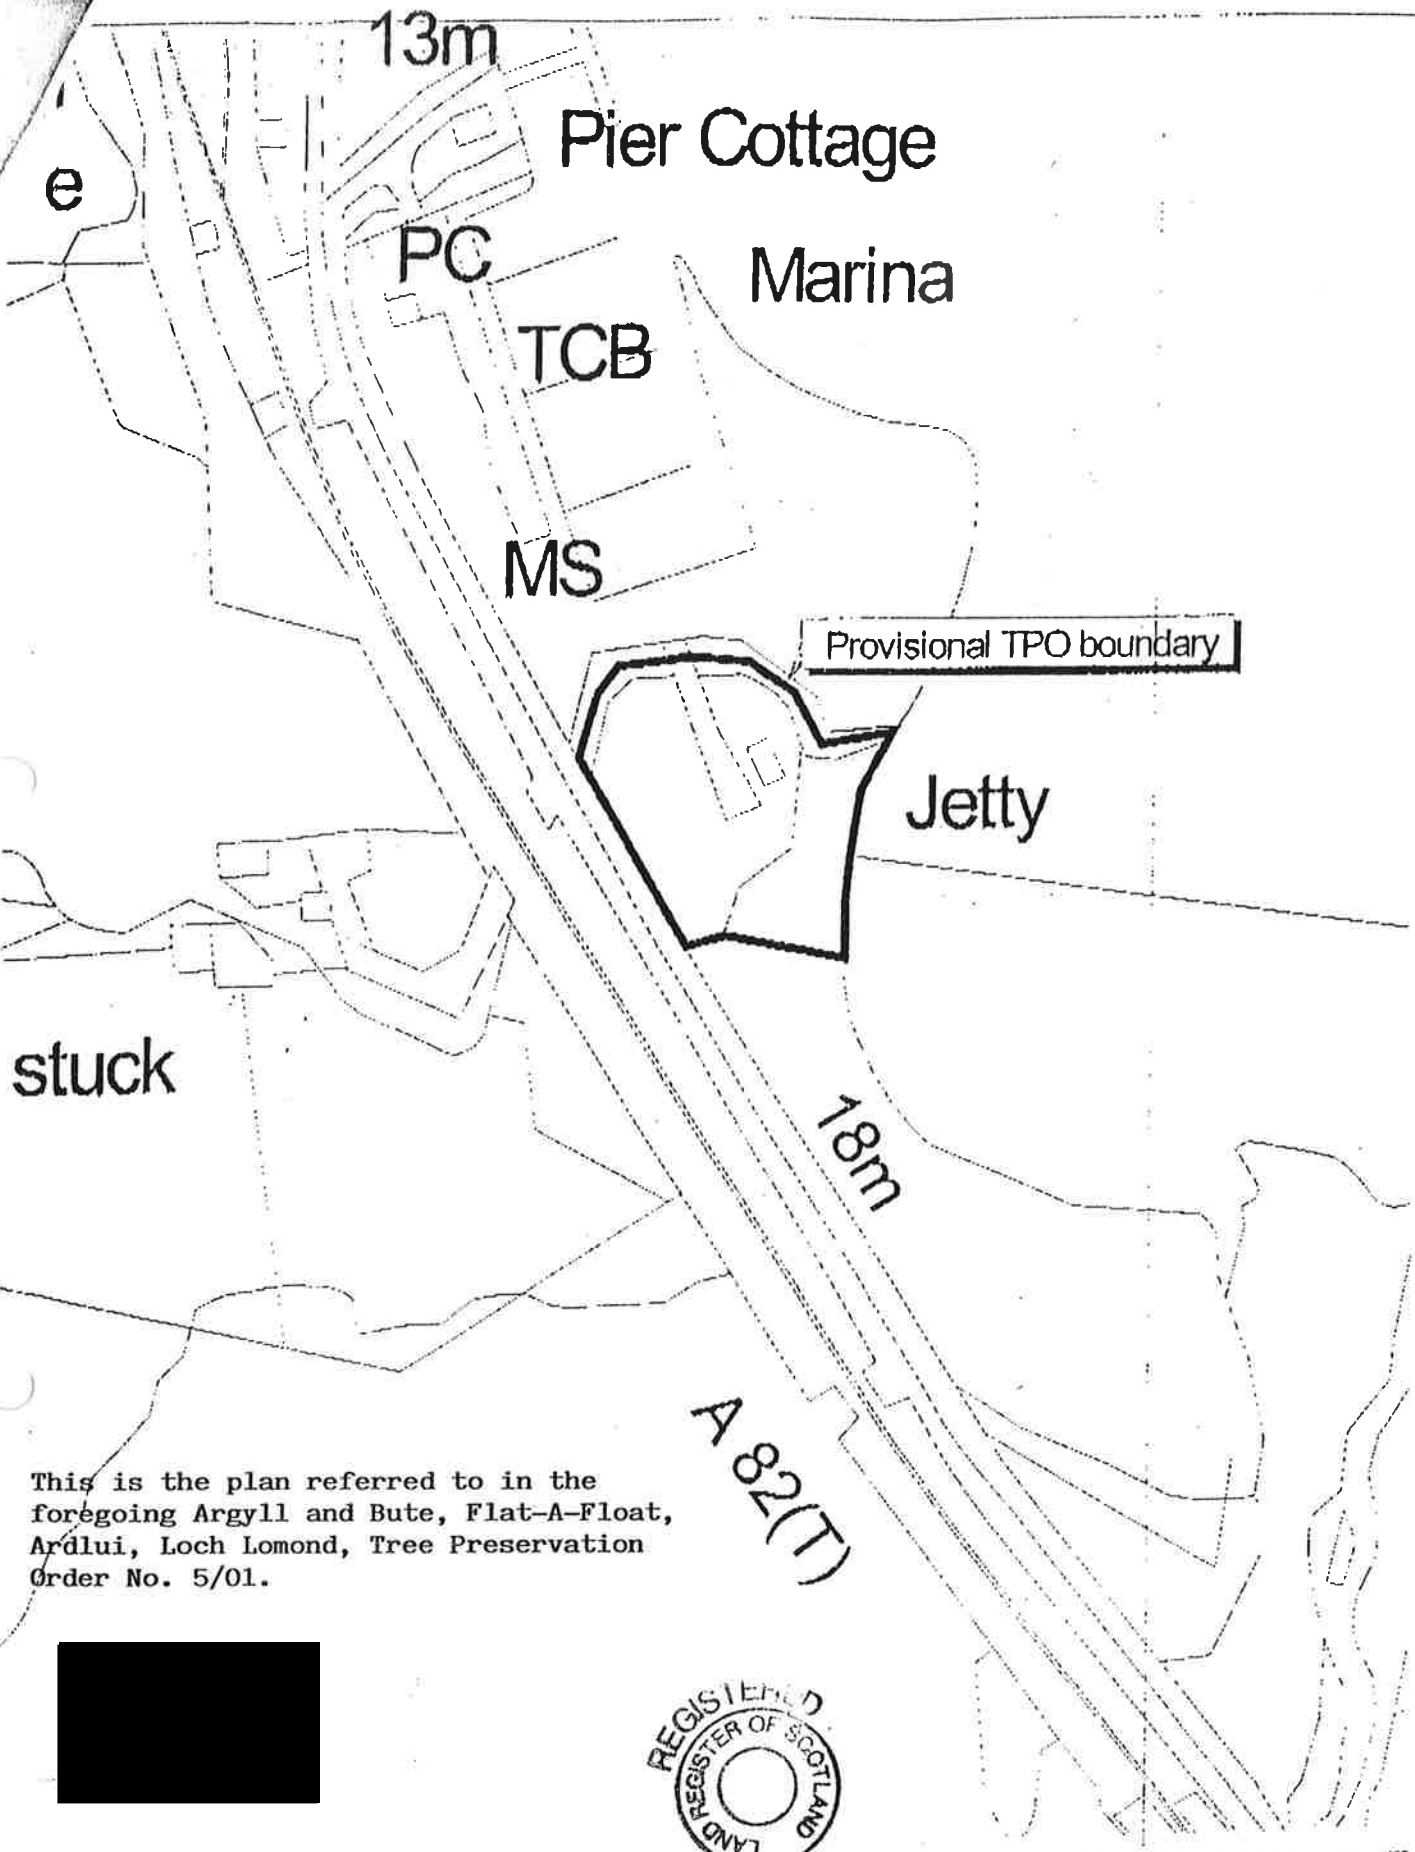 13m
Pier Cottage
e
PC
Marina
TCB
MS
Provisional TPO boundary
Jetty
stuck
18m
A 82(T)
This is the plan referred to in the
foregoing Argyll and Bute, Flat-A-Float,
Ardlui, Loch Lomond, Tree Preservation
Order No. 5/01.
REGISTERED
LAND REGISTER OF SCOTLAND